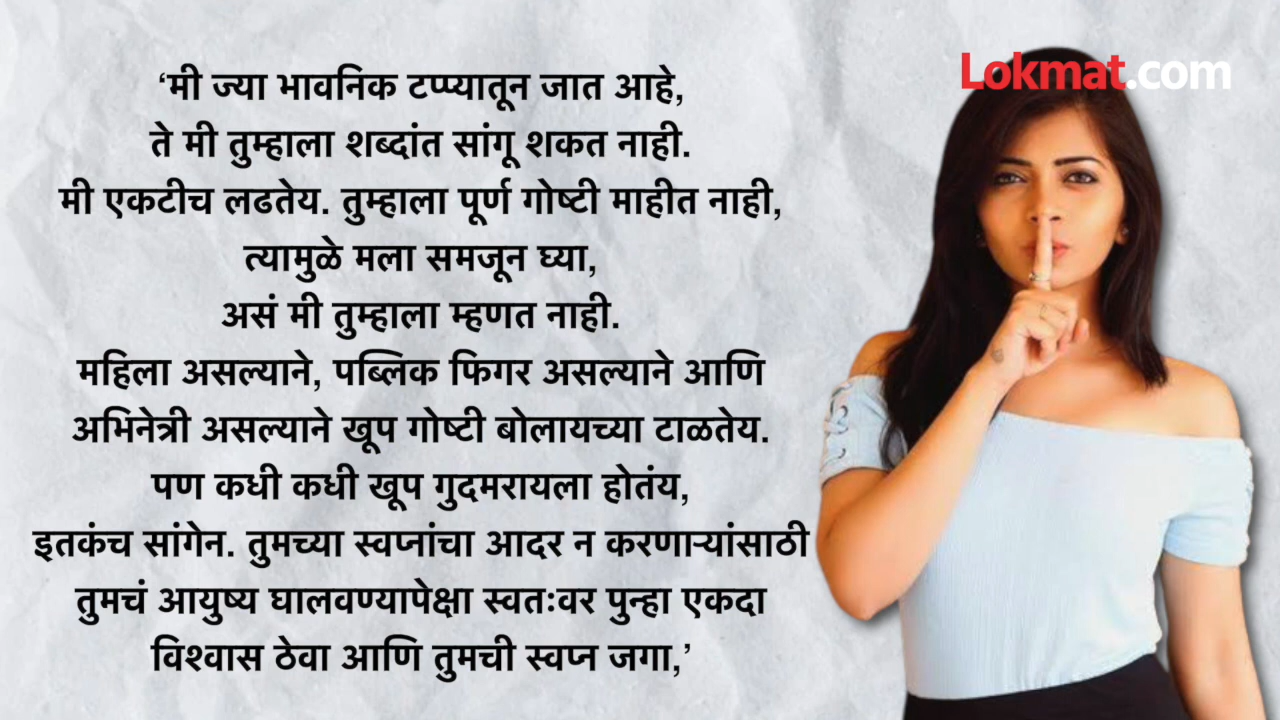 Lokmat.com
‘मी ज्या भावनिक टप्प्यातून जात आहे,
ते मी तुम्हाला शब्दांत सांगू शकत नाही.
मी एकटीच लढतेय. तुम्हाला पूर्ण गोष्टी माहीत नाही,
त्यामुळे मला समजून घ्या,
असं मी तुम्हाला म्हणत नाही.
महिला असल्याने, पब्लिक फिगर असल्याने आणि
अभिनेत्री असल्याने खूप गोष्टी बोलायच्या टाळतेय.
पण कधी कधी खूप गुदमरायला होतंय,
इतकंच सांगेन. तुमच्या स्वप्नांचा आदर न करणाऱ्यांसाठी
तुमचं आयुष्य घालवण्यापेक्षा स्वतःवर पुन्हा एकदा
विश्वास ठेवा आणि तुमची स्वप्न जगा,’